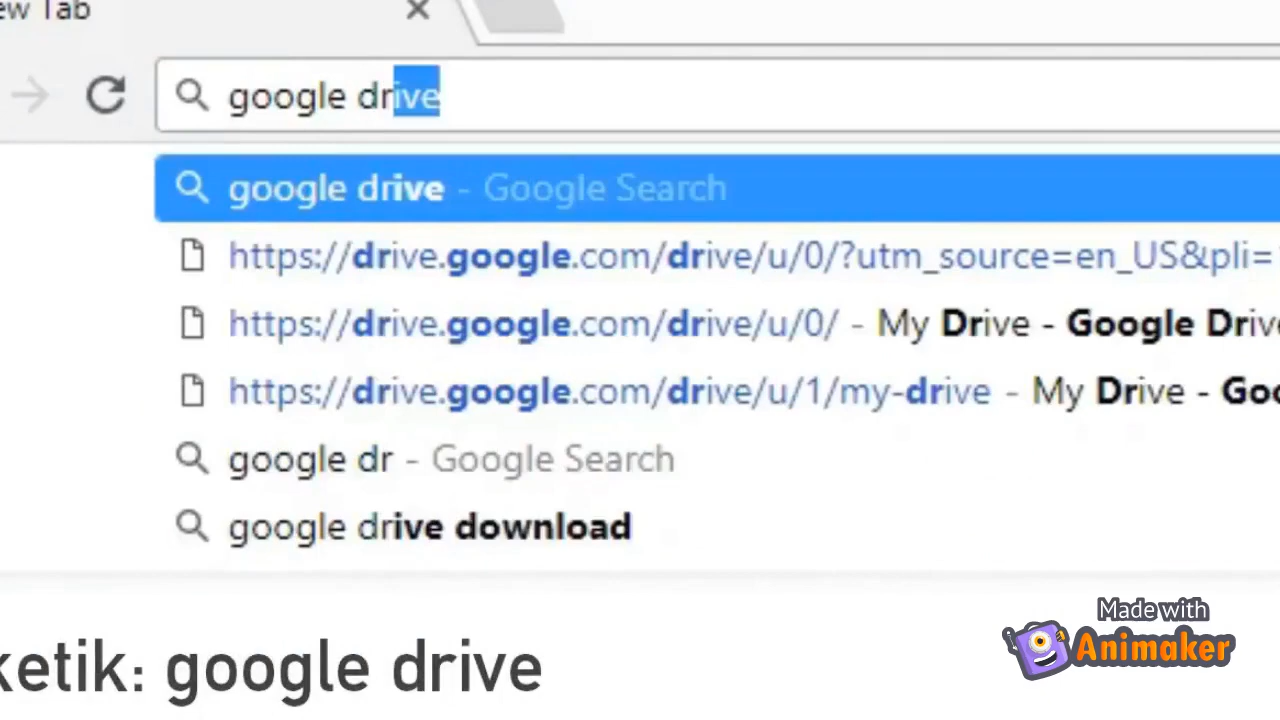 ew Tab
google drive
google drive - Google Search
https://drive.google.com/drive/u/0/?utm_source=en_US&pli=
https://drive.google.com/drive/u/0/ - My Drive - Google Drive
https://drive.google.com/drive/u/1/my-drive - My Drive - Goo
google dr - Google Search
google drive download
Made with
Animaker
ketik: google drive